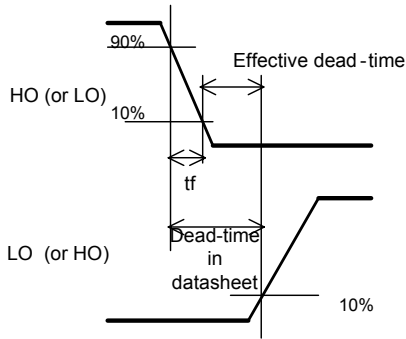 90%
Effective dead-time
HO (or LO)
10%
tf
Dead-time
in
datasheet
LO (or HO)
10%